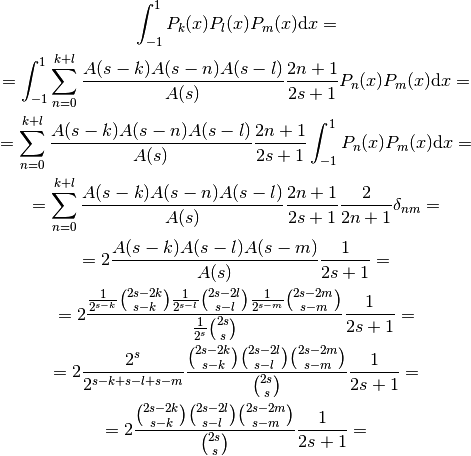 \int_{-1}^{1} P_k(x) P_l(x) P_m(x) \mathrm{d}x =
= \int_{-1}^{1} \sum_{n=0}^{k+l} \frac{A(s-k)A(s-n)A(s-l)}{A(s)} \frac{2n+1}{2s+1} P_n(x) P_m(x) \mathrm{d}x =
= \sum_{n=0}^{k+l} \frac{A(s-k)A(s-n)A(s-l)}{A(s)} \frac{2n+1}{2s+1} \int_{-1}^{1} P_n(x) P_m(x) \mathrm{d}x =
= \sum_{n=0}^{k+l} \frac{A(s-k)A(s-n)A(s-l)}{A(s)} \frac{2n+1}{2s+1} \frac{2}{2n+1} \delta_{nm} =
= 2 \frac{A(s-k)A(s-l)A(s-m)}{A(s)} \frac{1}{2s+1} =
= 2 \frac{\frac{1}{2^{s-k}} \binom{2s-2k}{s-k} \frac{1}{2^{s-l}} \binom{2s-2l}{s-l} \frac{1}{2^{s-m}} \binom{2s-2m}{s-m}}{\frac{1}{2^s} \binom{2s}{s}} \frac{1}{2s+1} =
= 2 \frac{2^s}{2^{s-k+s-l+s-m}} \frac{\binom{2s-2k}{s-k} \binom{2s-2l}{s-l} \binom{2s-2m}{s-m}}{\binom{2s}{s}} \frac{1}{2s+1} =
= 2 \frac{\binom{2s-2k}{s-k} \binom{2s-2l}{s-l} \binom{2s-2m}{s-m}}{\binom{2s}{s}} \frac{1}{2s+1} =